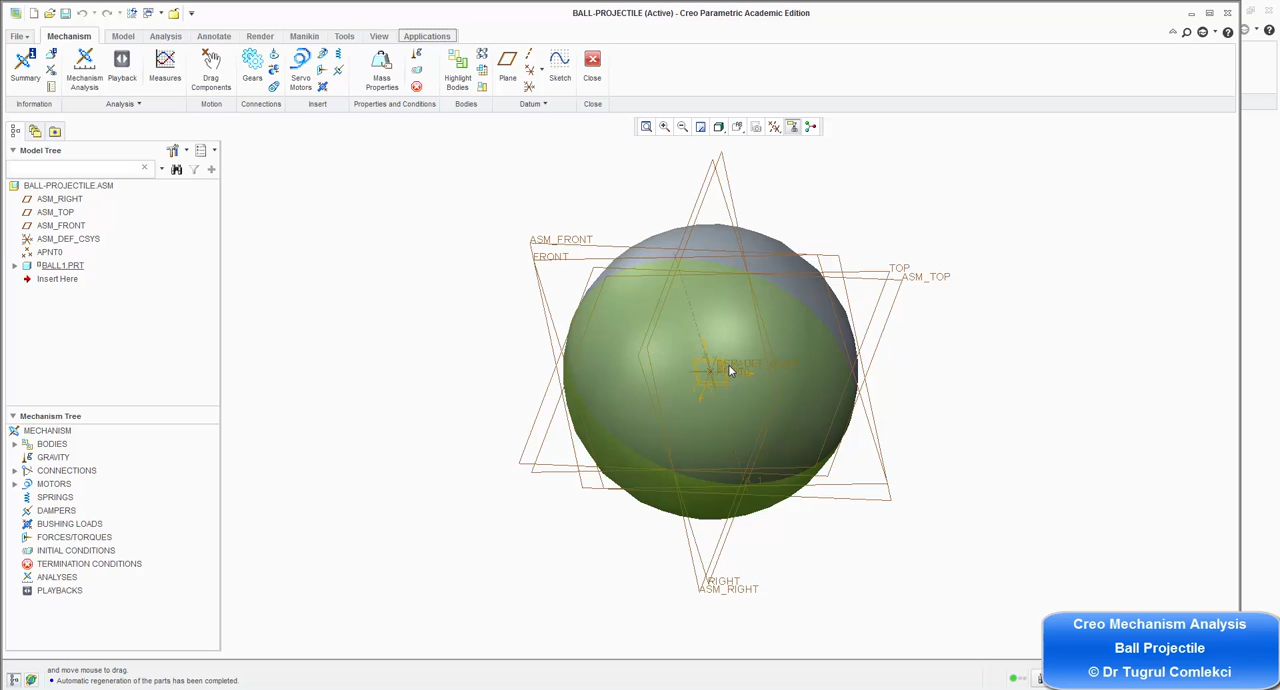 BALL-PROJECTILE (Active) - Creo Parametric Academic Edition
File
Mechanism
Model
Analysis
Annotate
Render
Manikin
Tools
View
Applications
Summary
Mechanism Analysis
Playback
Measures
Drag Components
Gears
Servo Motors
Mass Properties
Highlight Bodies
Plane
Sketch
Close
Information
Analysis
Motion
Connections
Insert
Properties and Conditions
Bodies
Datum
Close
Model Tree
BALL-PROJECTILE.ASM
ASM_RIGHT
ASM_TOP
ASM_FRONT
ASM_DEF_CSYS
APNT0
BALL1.PRT
Insert Here
Mechanism Tree
MECHANISM
BODIES
GRAVITY
CONNECTIONS
MOTORS
SPRINGS
DAMPERS
BUSHING LOADS
FORCES/TORQUES
INITIAL CONDITIONS
TERMINATION CONDITIONS
ANALYSES
PLAYBACKS
ASM_FRONT
FRONT
TOP
ASM_TOP
RIGHT
ASM_RIGHT
and move mouse to drag.
• Automatic regeneration of the parts has been completed.
Creo Mechanism Analysis
Ball Projectile
© Dr Tugrul Comlekci